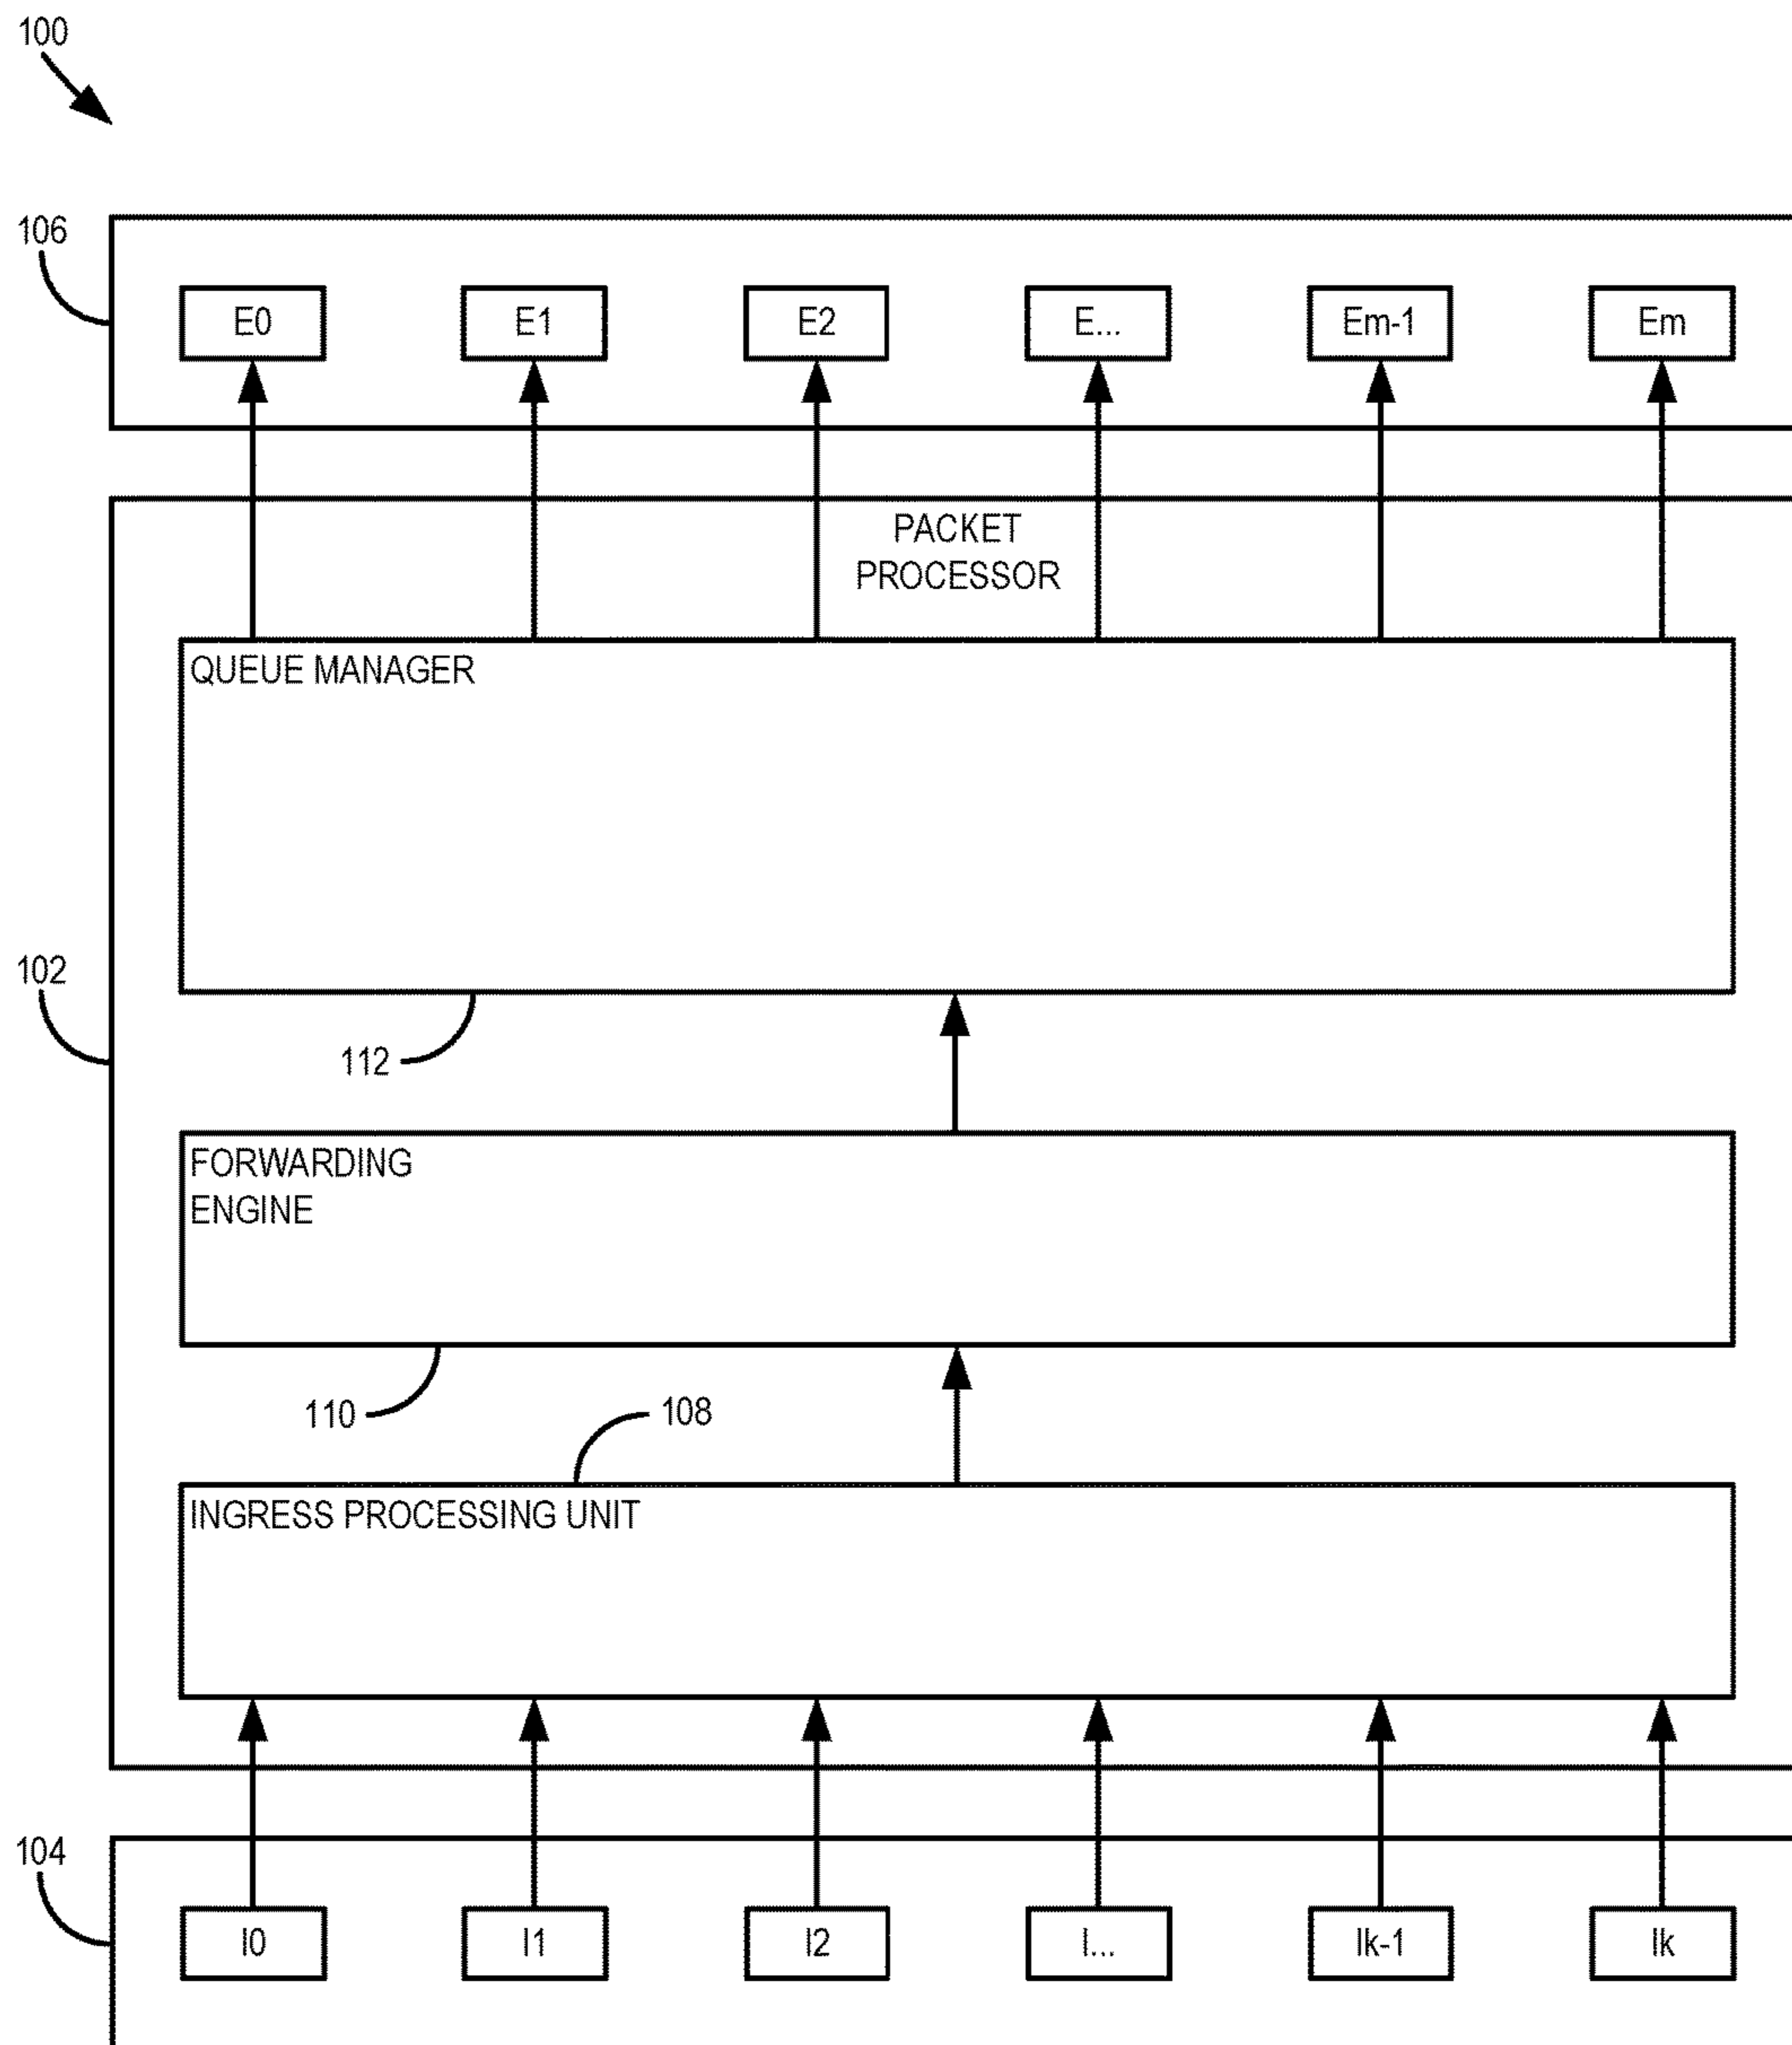 100
106
E0 E1 E2 E... Em-1 Em
PACKET
PROCESSOR
QUEUE MANAGER
102
112
FORWARDING
ENGINE
110
108
INGRESS PROCESSING UNIT
104
I0 I1 I2 I... Ik-1 Ik